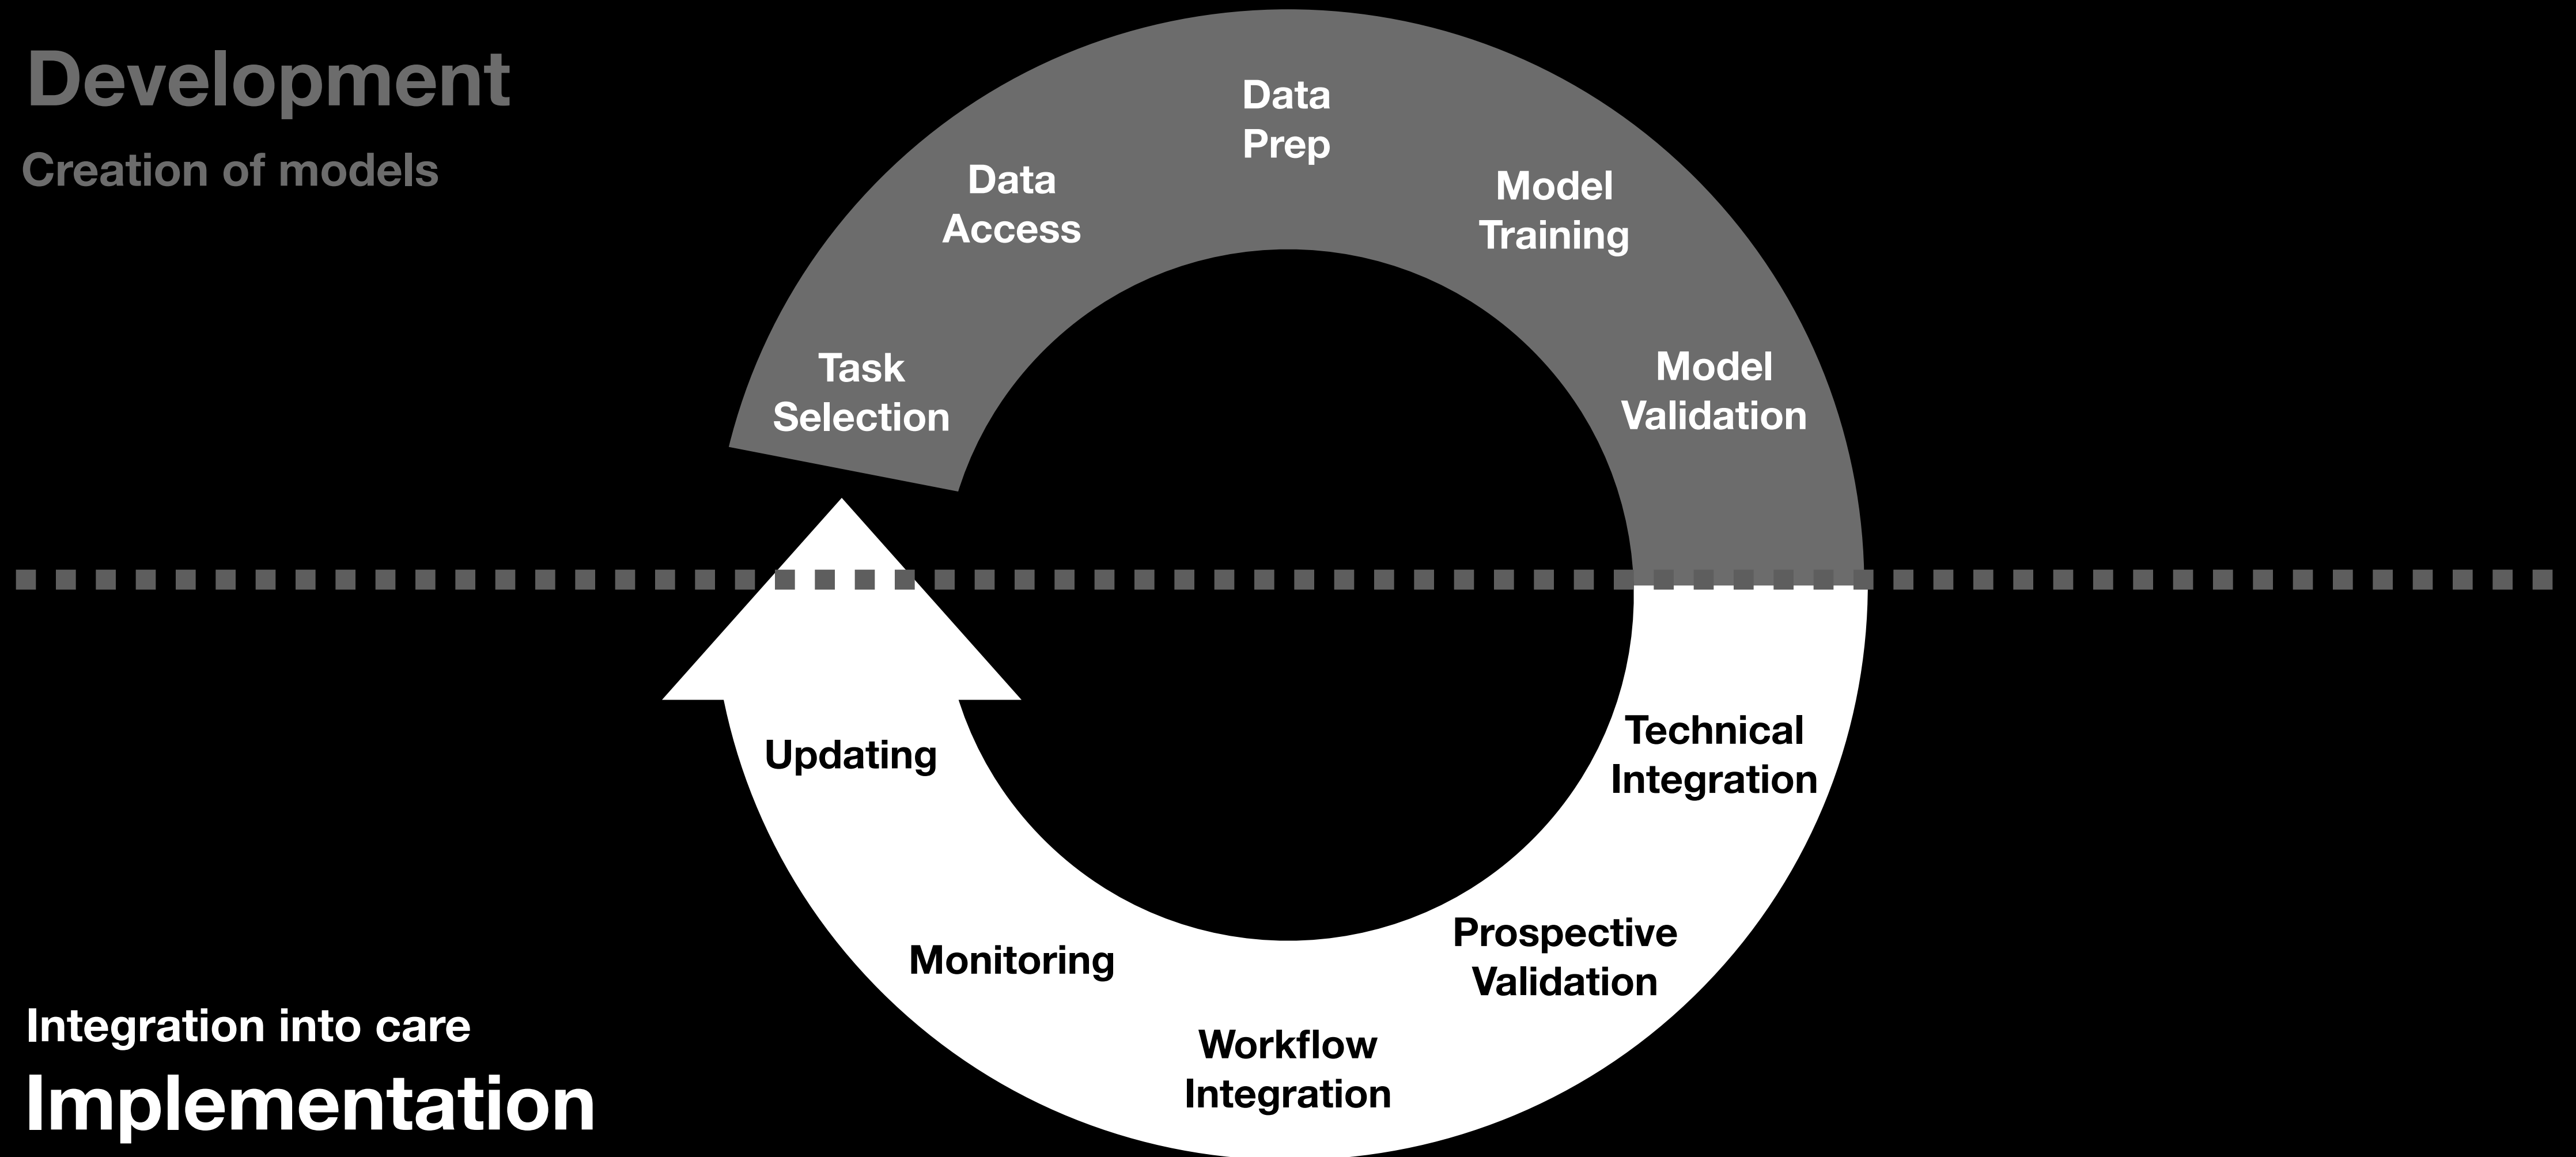 Development
Creation of models
Task
Selection
Data
Access
Data
Prep
Model
Training
Model
Validation
Technical
Integration
Prospective
Validation
Workflow
Integration
Monitoring
Updating
Integration into care
Implementation